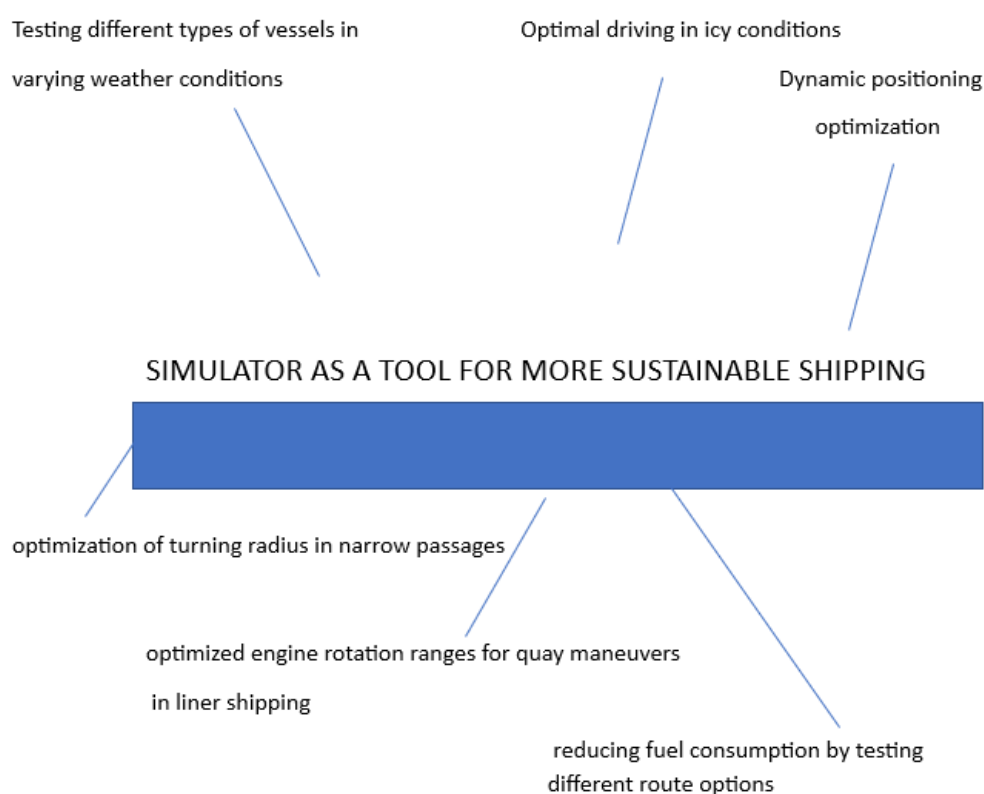 Testing different types of vessels in
varying weather conditions
Optimal driving in icy conditions
Dynamic positioning
optimization
SIMULATOR AS A TOOL FOR MORE SUSTAINABLE SHIPPING
optimization of turning radius in narrow passages
optimized engine rotation ranges for quay maneuvers
in liner shipping
reducing fuel consumption by testing
different route options